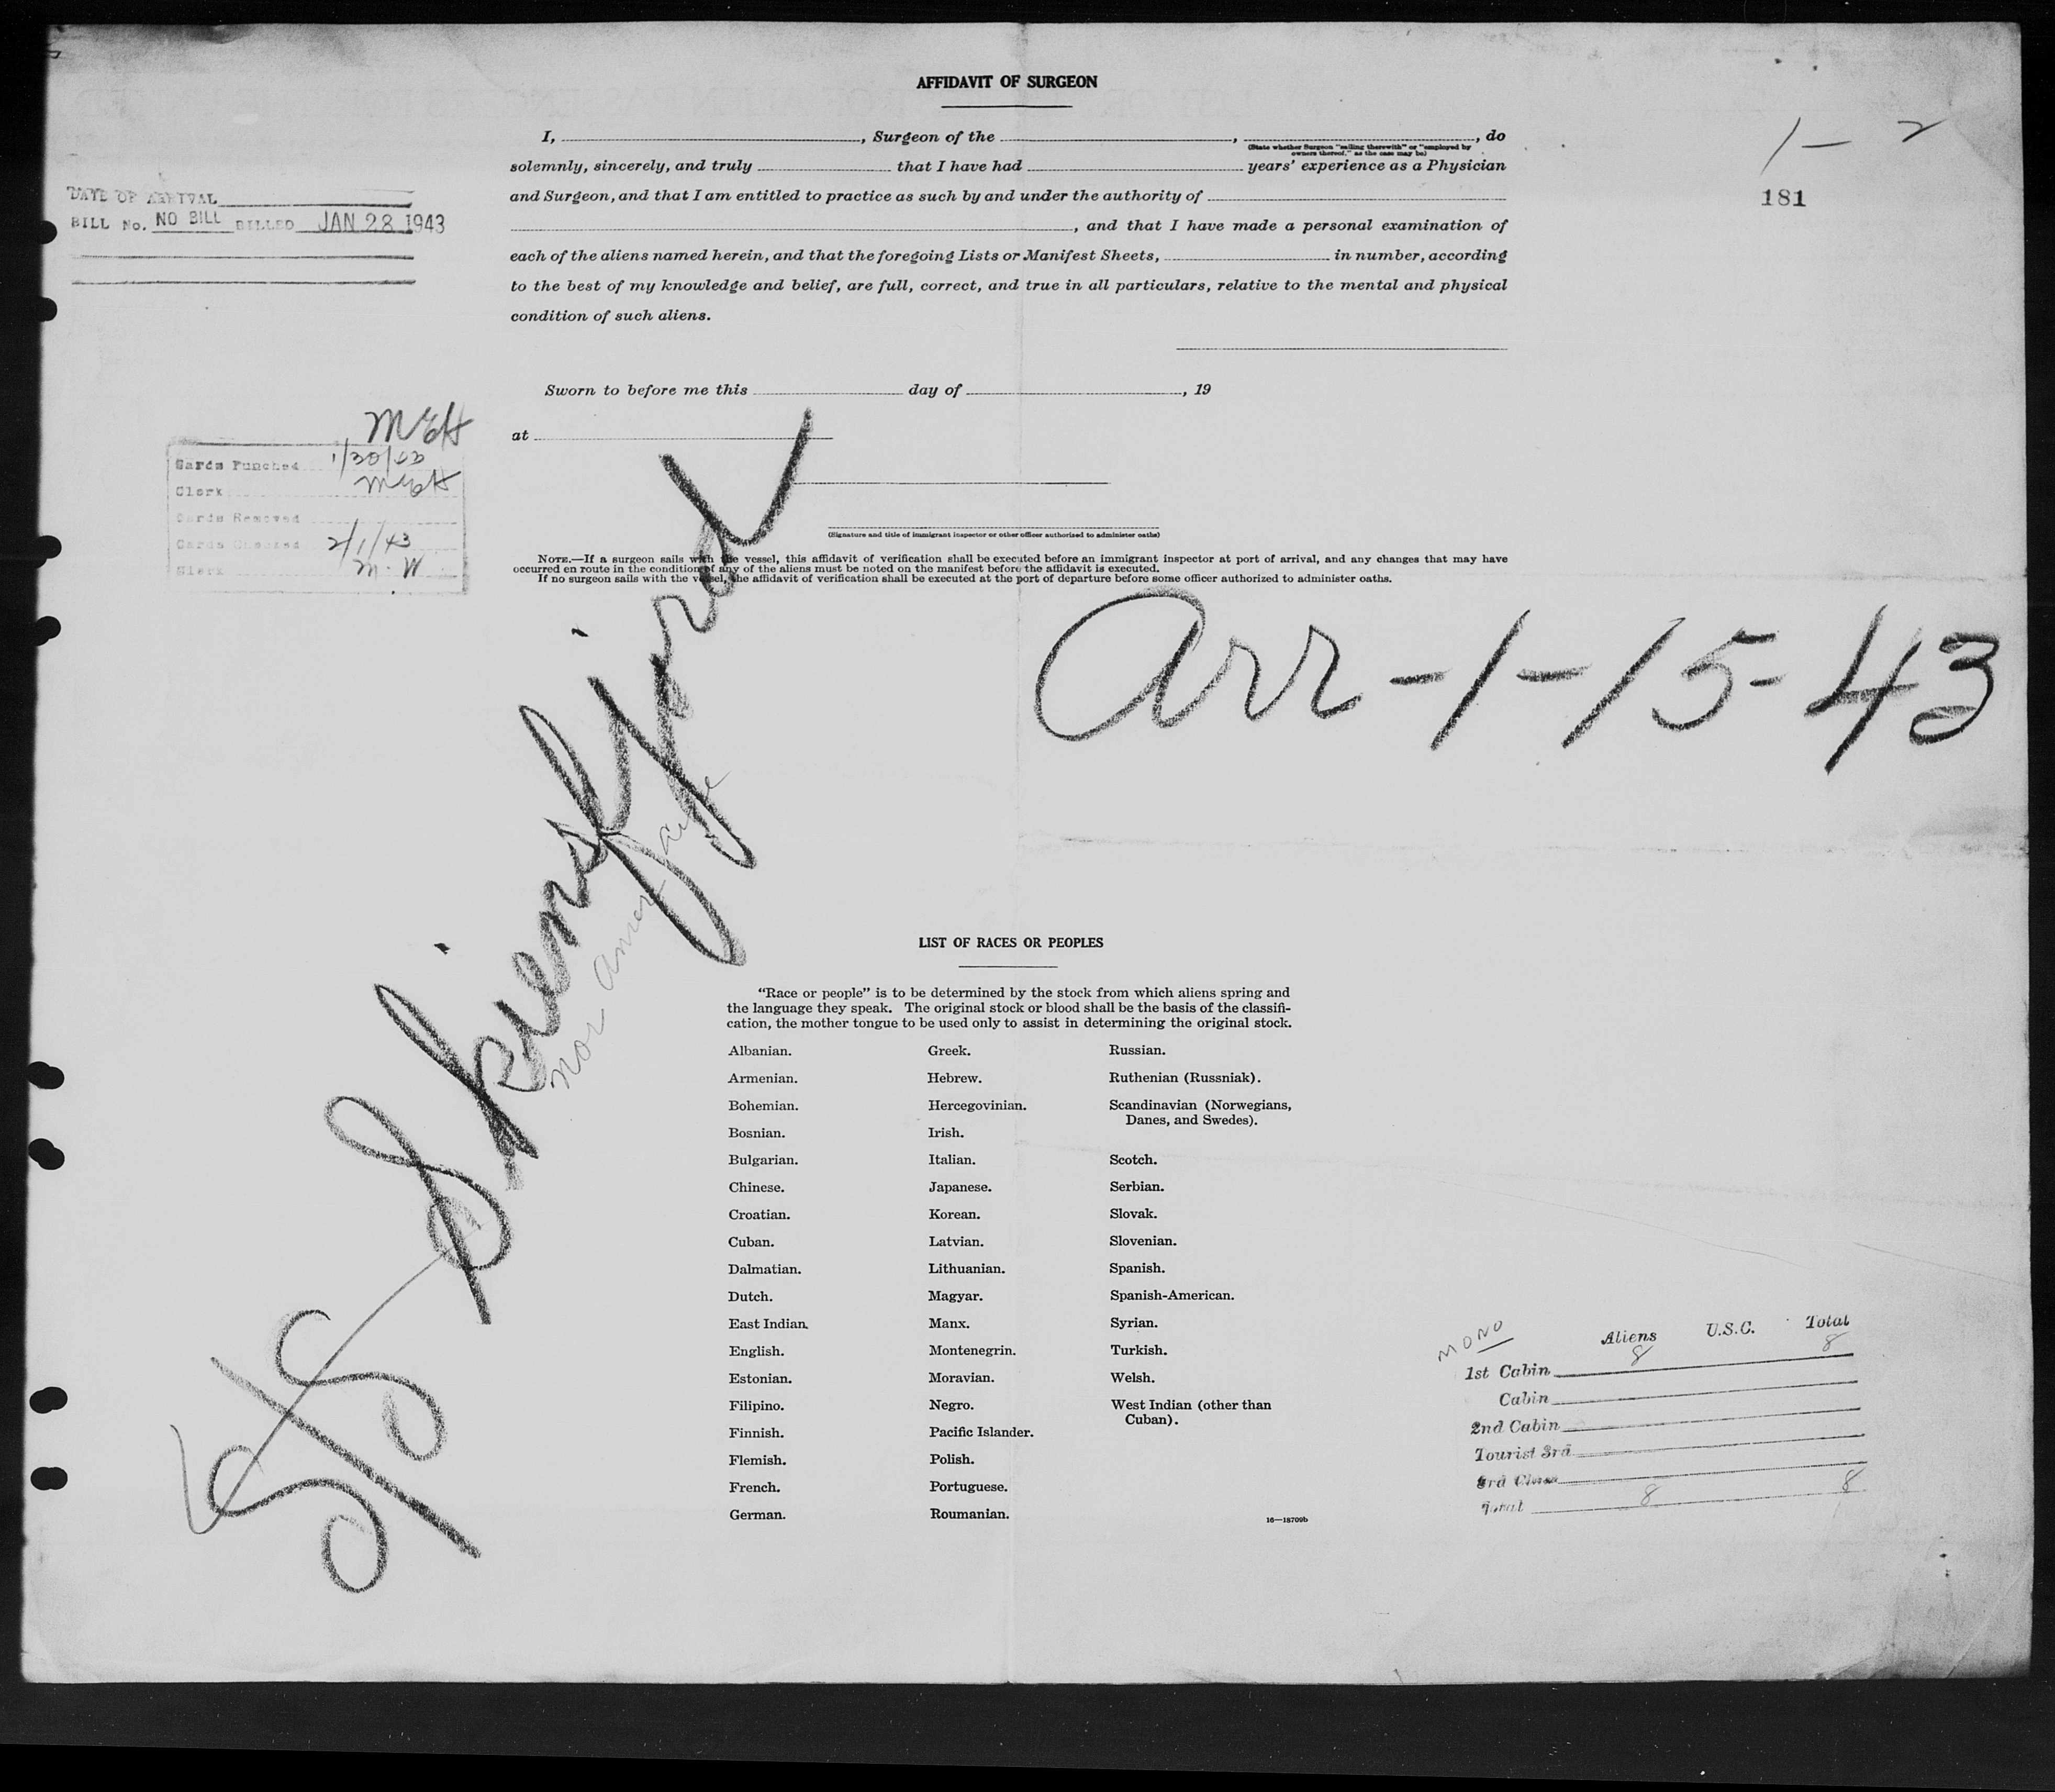 AFFIDAVIT OF SURGEON
I, , Surgeon of the , , do
(State whether Surgeon "sailing therewith" or "employed by
owners thereof," as the case may be)
solemnly, sincerely, and truly that I have had years' experience as a Physician
and Surgeon, and that I am entitled to practice as such by and under the authority of
, and that I have made a personal examination of
each of the aliens named herein, and that the foregoing Lists or Manifest Sheets, in number, according
to the best of my knowledge and belief, are full, correct, and true in all particulars, relative to the mental and physical
condition of such aliens.
Sworn to before me this day of , 19
at
(Signature and title of immigrant inspector or other officer authorized to administer oaths)
NOTE.—If a surgeon sails with the vessel, this affidavit of verification shall be executed before an immigrant inspector at port of arrival, and any changes that may have
occurred en route in the condition of any of the aliens must be noted on the manifest before the affidavit is executed.
If no surgeon sails with the vessel, the affidavit of verification shall be executed at the port of departure before some officer authorized to administer oaths.
1- 2
181
DATE OF ARRIVAL
BILL No. NO BILL BILLED JAN 28 1943
MEH
Cards Punched 1/30/43
Clerk MEH
Cards Removed
Cards Checked 2/1/43
Clerk M.W
Arr-1-15-43
S/S Skiensfjord
nor amer
LIST OF RACES OR PEOPLES
"Race or people" is to be determined by the stock from which aliens spring and
the language they speak. The original stock or blood shall be the basis of the classifi-
cation, the mother tongue to be used only to assist in determining the original stock.
Albanian.
Armenian.
Bohemian.
Bosnian.
Bulgarian.
Chinese.
Croatian.
Cuban.
Dalmatian.
Dutch.
East Indian.
English.
Estonian.
Filipino.
Finnish.
Flemish.
French.
German.
Greek.
Hebrew.
Hercegovinian.
Irish.
Italian.
Japanese.
Korean.
Latvian.
Lithuanian.
Magyar.
Manx.
Montenegrin.
Moravian.
Negro.
Pacific Islander.
Polish.
Portuguese.
Roumanian.
Russian.
Ruthenian (Russniak).
Scandinavian (Norwegians,
Danes, and Swedes).
Scotch.
Serbian.
Slovak.
Slovenian.
Spanish.
Spanish-American.
Syrian.
Turkish.
Welsh.
West Indian (other than
Cuban).
16—18709b
MONO
Aliens U.S.C. Total
1st Cabin 8 8
Cabin
2nd Cabin
Tourist 3rd
3rd Class
Total 8 8